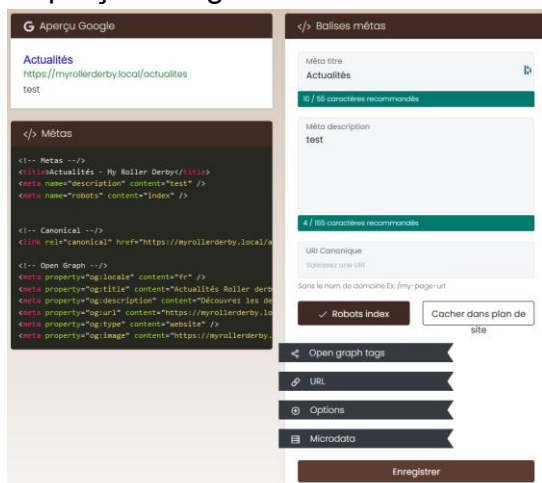 Aperçu Google
Actualités
https://myrollerderby.local/actualites
test
</> Métas
<!-- Metas --/>
<title>Actualités - My Roller Derby</title>
<meta name="description" content="test" />
<meta name="robots" content="index" />
<!-- Canonical --/>
<link rel="canonical" href="https://myrollerderby.local/a
<!-- Open Graph --/>
<meta property="og:locale" content="fr" />
<meta property="og:title" content="Actualités Roller derb
<meta property="og:description" content="Découvrez les de
<meta property="og:url" content="https://myrollerderby.lo
<meta property="og:type" content="website" />
<meta property="og:image" content="https://myrollerderby.
</> Balises métas
Méta titre
Actualités
10 / 55 caractères recommandés
Méta description
test
4 / 155 caractères recommandés
URI Canonique
Saisissez une URI
Sans le nom de domaine Ex: /my-page-url
Robots index
Cacher dans plan de
site
Open graph tags
URL
Options
Microdata
Enregistrer